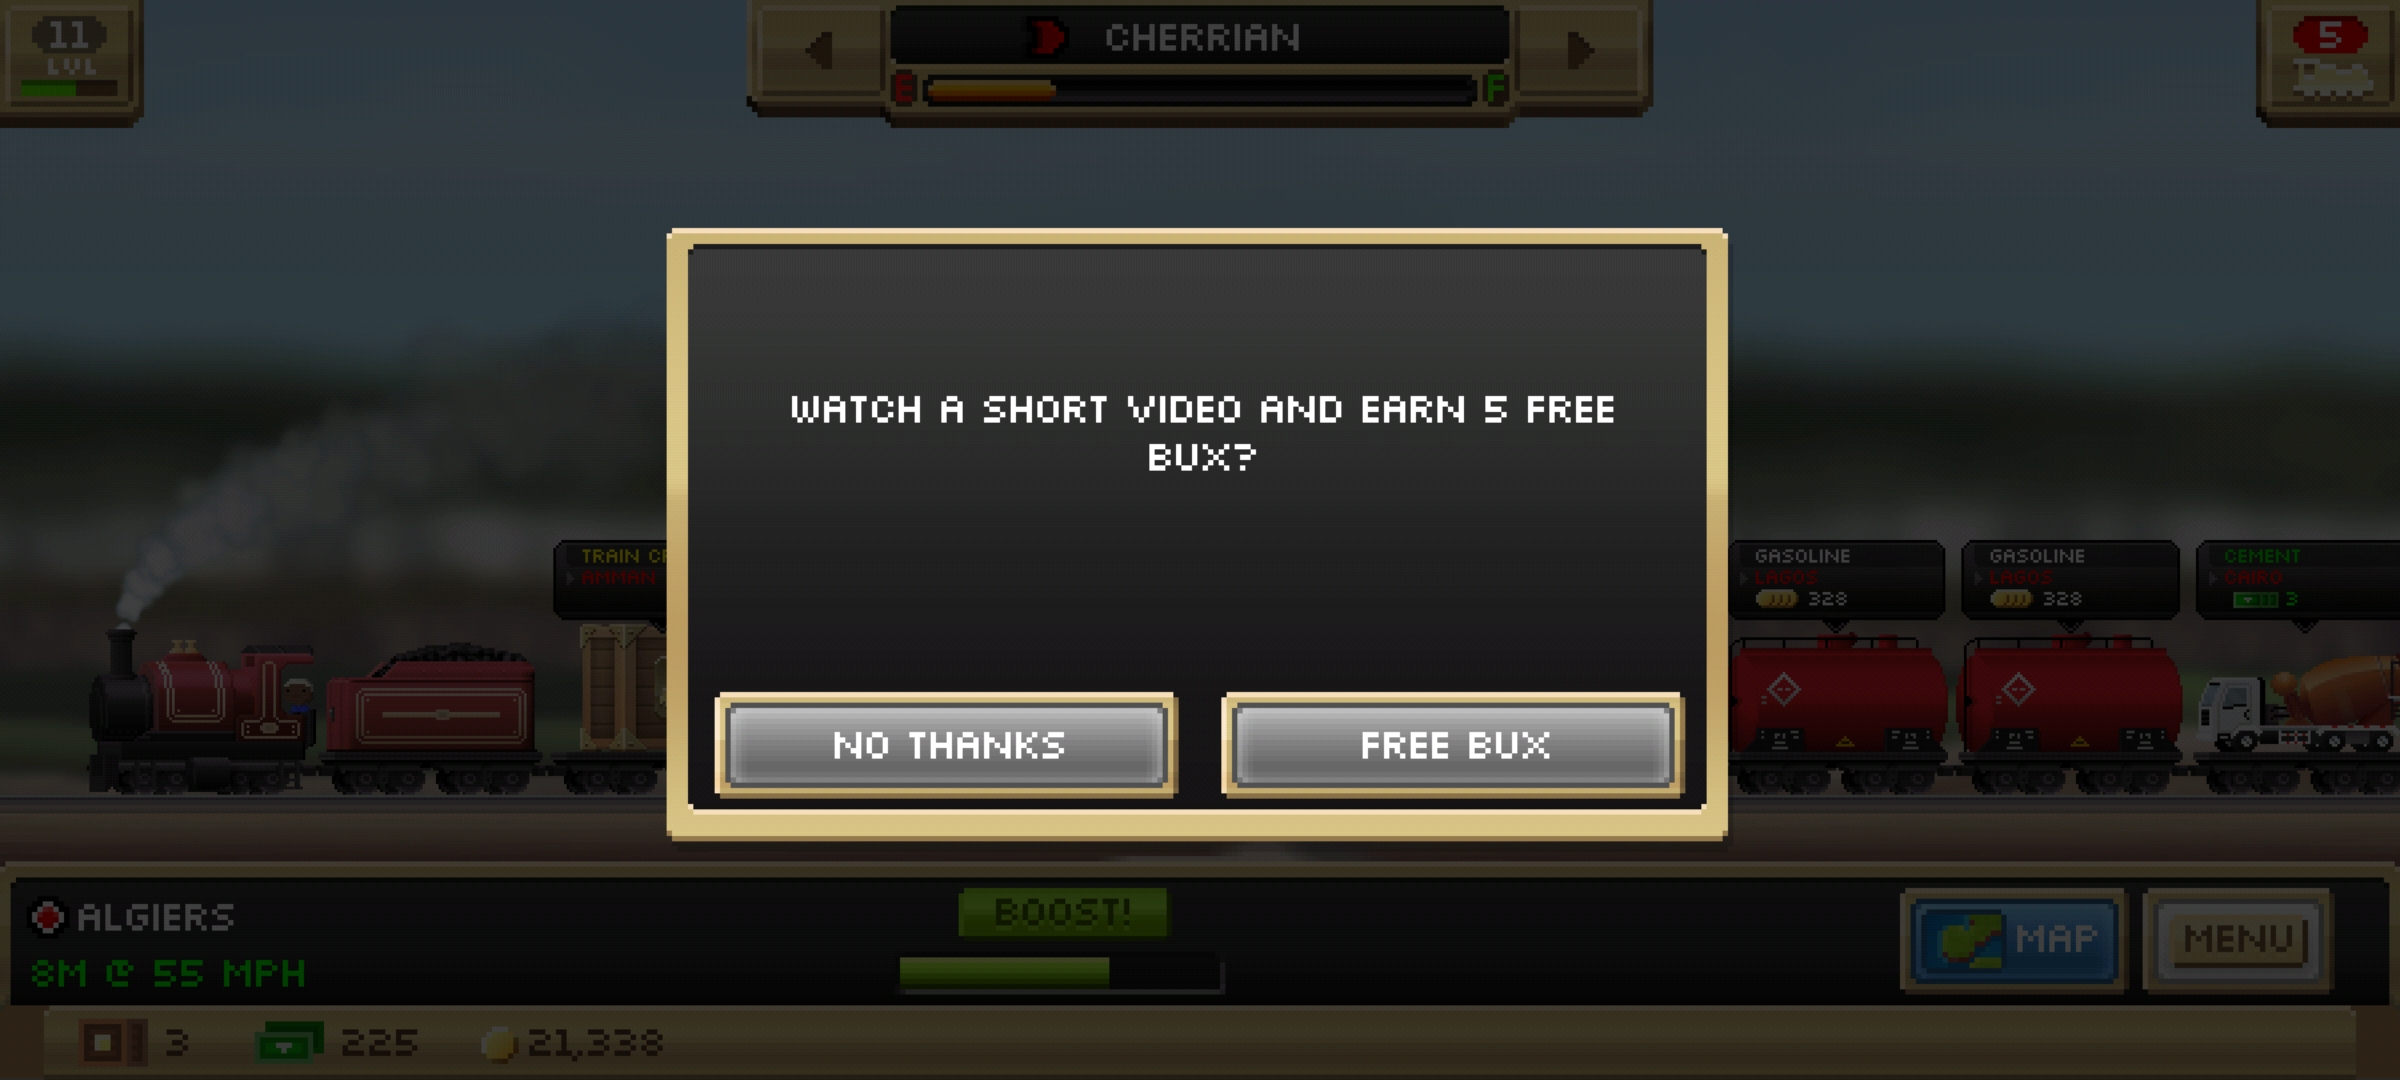 11
LVL
CHERRIAN
E F
5
WATCH A SHORT VIDEO AND EARN 5 FREE
BUX?
TRAIN
AMMAN
GASOLINE
LAGOS
328
GASOLINE
LAGOS
328
CEMENT
CAIRO
3
NO THANKS
FREE BUX
ALGIERS
8M @ 55 MPH
BOOST!
MAP
MENU
3
225
21,338